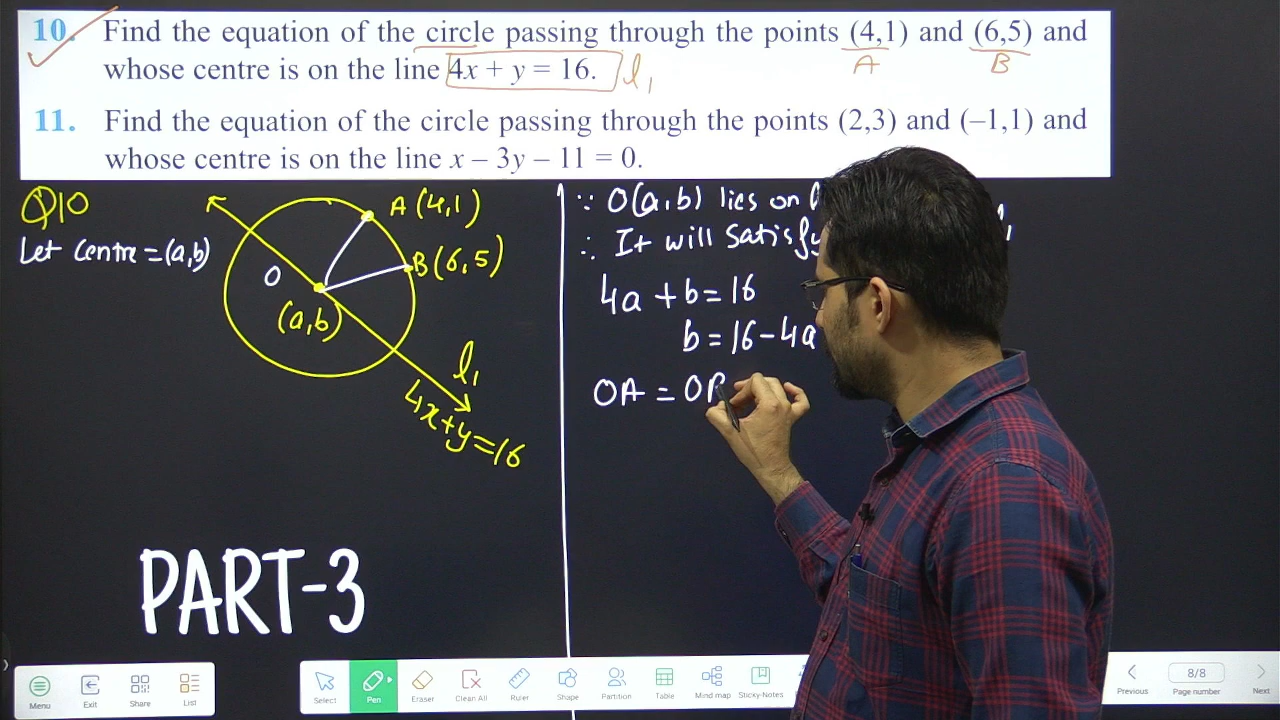 10. Find the equation of the circle passing through the points (4,1) and (6,5) and
whose centre is on the line 4x + y = 16. l₁
A B
11. Find the equation of the circle passing through the points (2,3) and (–1,1) and
whose centre is on the line x – 3y – 11 = 0.
Q10
Let Centre = (a,b)
A (4,1)
B(6,5)
O
(a,b)
l₁
4x+y=16
∵ O(a,b) lies on
∴ It will Satisfy
4a + b = 16
b = 16 - 4a
OA = OB
PART-3
Menu Exit Share List
Select Pen Eraser Clean All Ruler Shape Partition Table Mind map Sticky-Notes
8/8
Previous Page number Next